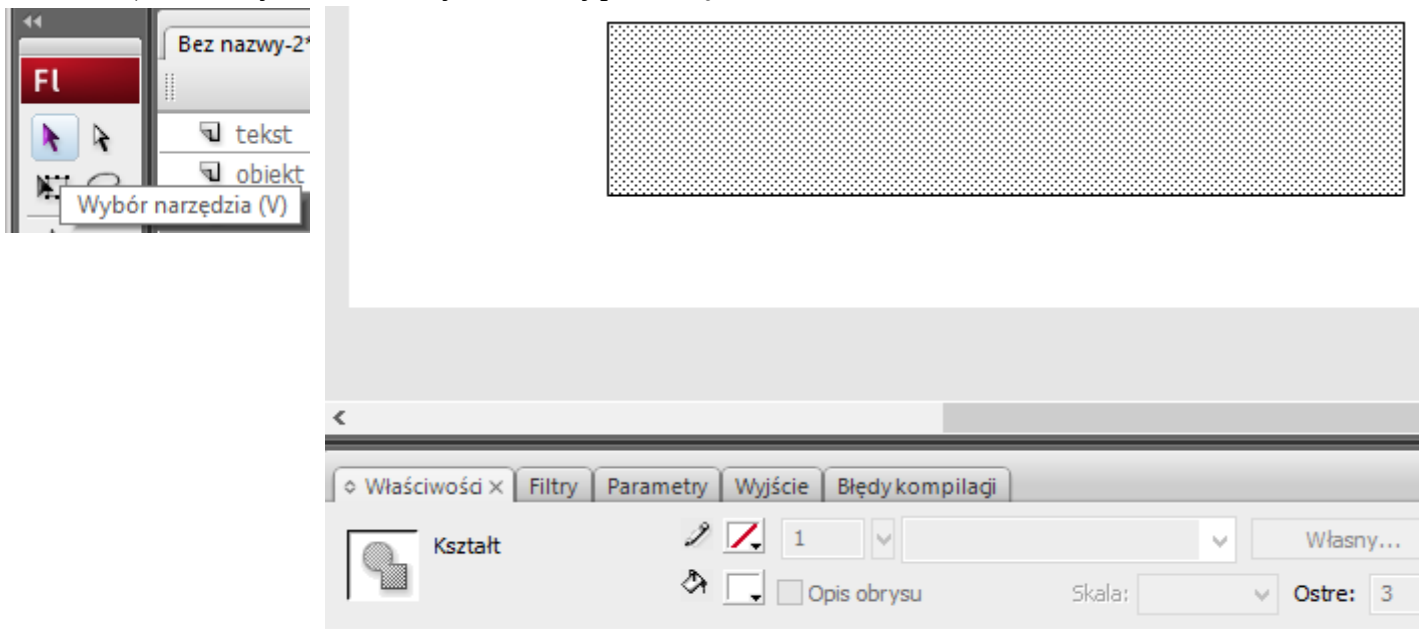 Fl
Bez nazwy-2*
tekst
obiekt
Wybór narzędzia (V)
Właściwości × Filtry Parametry Wyjście Błędy kompilacji
Kształt
1
Własny...
Opis obrysu
Skala:
Ostre: 3